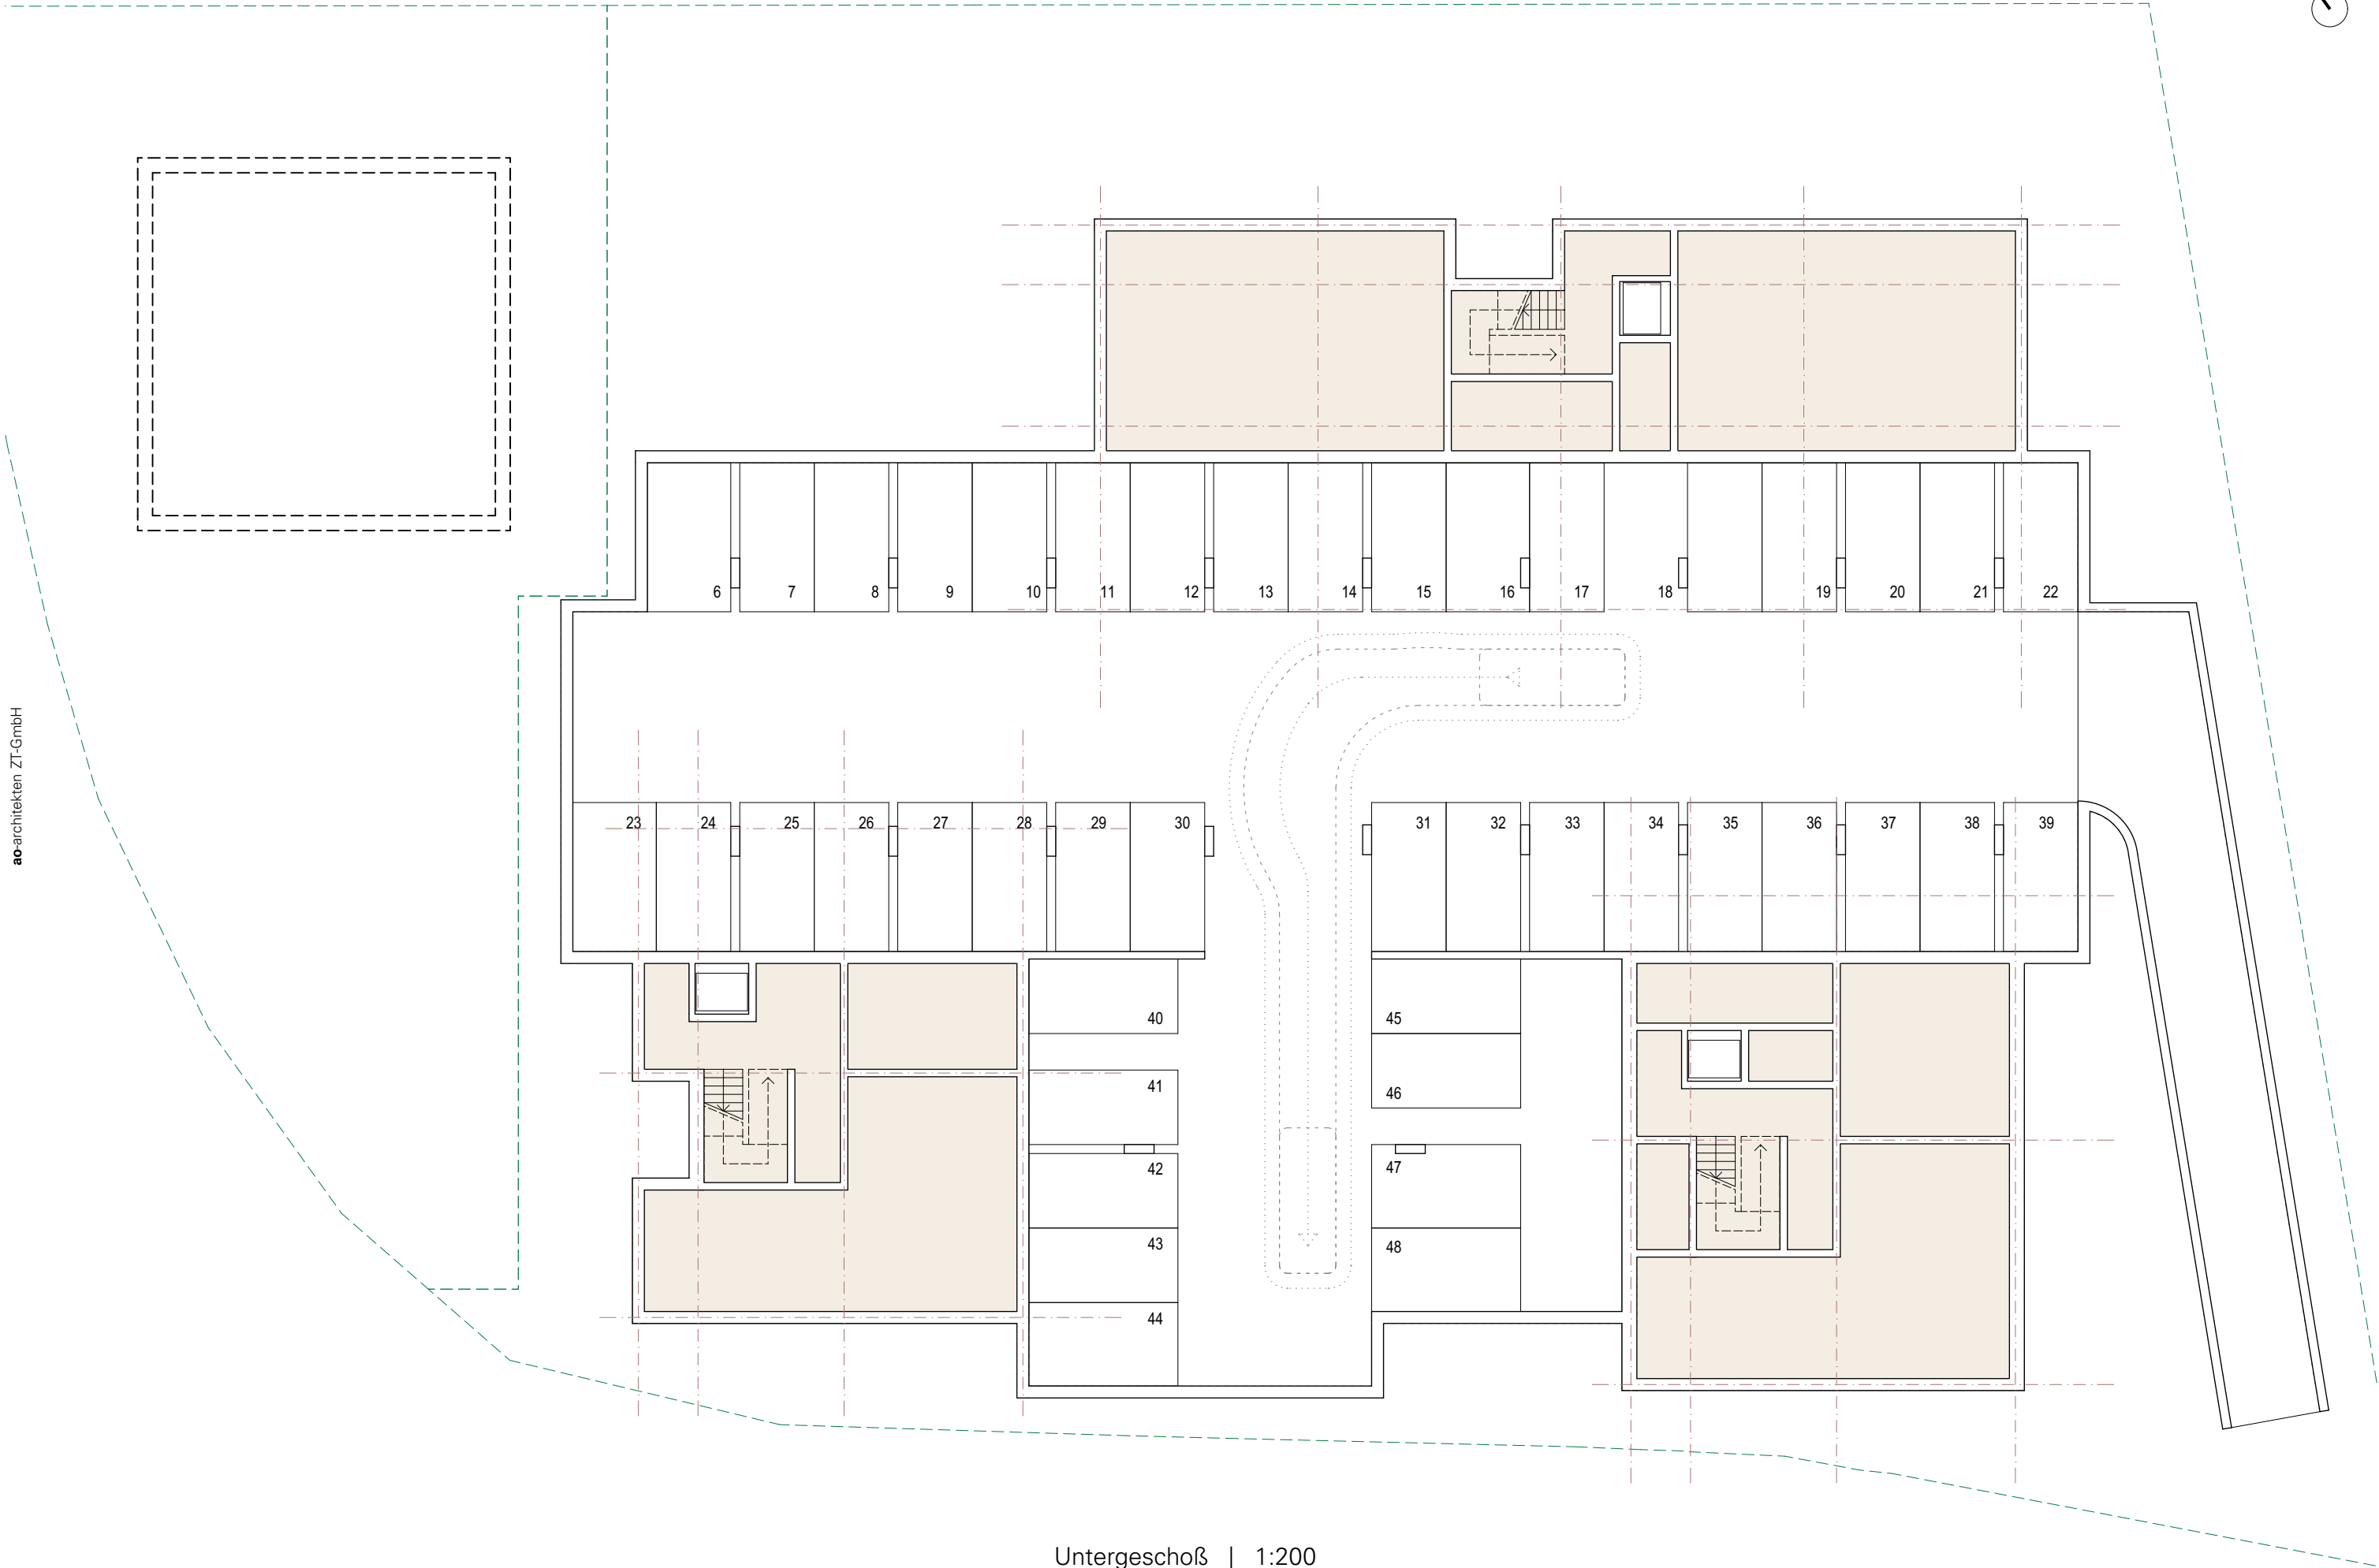 6 7 8 9 10 11 12 13 14 15 16 17 18 19 20 21 22
ao-architekten ZT-GmbH
23 24 25 26 27 28 29 30 31 32 33 34 35 36 37 38 39
40 45
41 46
42 47
43 48
44
Untergeschoß | 1:200